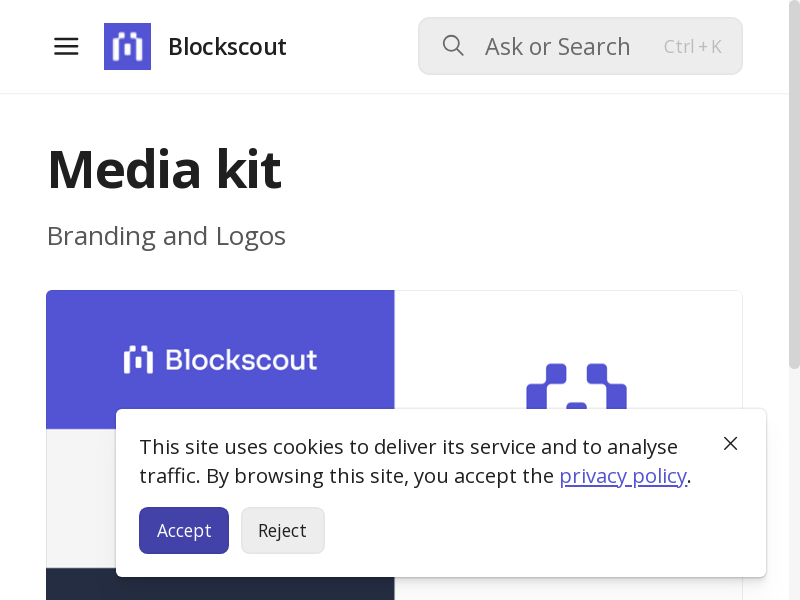 Blockscout
Ask or Search
Ctrl + K
Media kit
Branding and Logos
Blockscout
This site uses cookies to deliver its service and to analyse
traffic. By browsing this site, you accept the privacy policy.
Accept
Reject